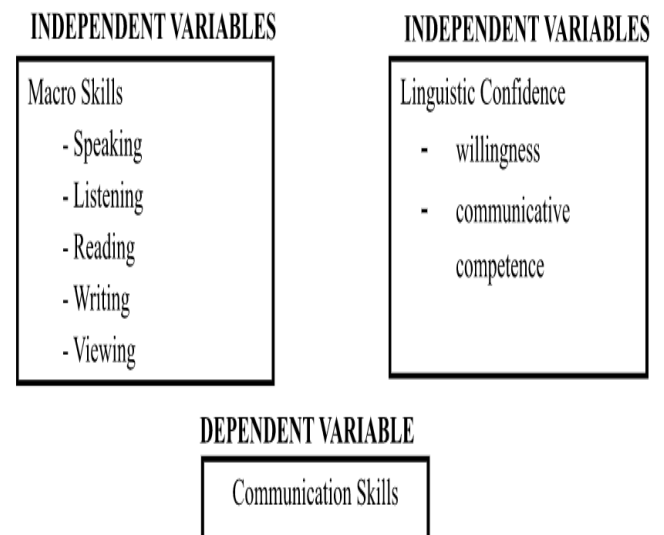 INDEPENDENT VARIABLES
Macro Skills
- Speaking
- Listening
- Reading
- Writing
- Viewing
INDEPENDENT VARIABLES
Linguistic Confidence
- willingness
- communicative
competence
DEPENDENT VARIABLE
Communication Skills